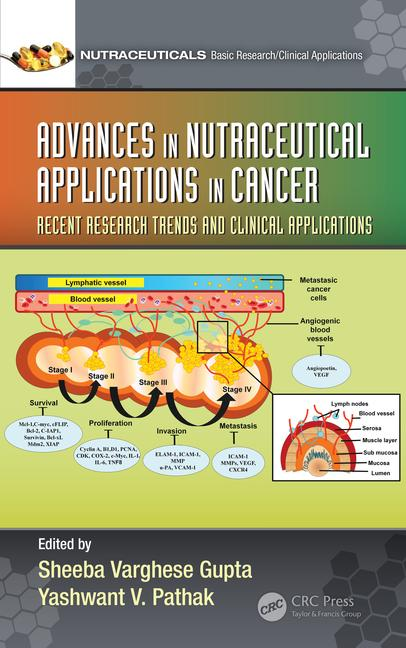 NUTRACEUTICALS Basic Research/Clinical Applications
ADVANCES IN NUTRACEUTICAL
APPLICATIONS IN CANCER
RECENT RESEARCH TRENDS AND CLINICAL APPLICATIONS
Lymphatic vessel
Blood vessel
Metastasic
cancer
cells
Angiogenic
blood
vessels
Angiopoetin,
VEGF
Stage I
Stage II
Stage III
Stage IV
Survival
Mcl-1,C-myc, cFLIP,
Bcl-2, C-IAP1,
Survivin, Bcl-xL
Mdm2, XIAP
Proliferation
Cyclin A, B1,D1, PCNA,
CDK, COX-2, c-Myc, IL-1,
IL-6, TNFß
Invasion
ELAM-1, ICAM-1,
MMP
u-PA, VCAM-1
Metastasis
ICAM-1
MMPs, VEGF,
CXCR4
Lymph nodes
Blood vessel
Serosa
Muscle layer
Sub mucosa
Mucosa
Lumen
Edited by
Sheeba Varghese Gupta
Yashwant V. Pathak
CRC
CRC Press
Taylor & Francis Group